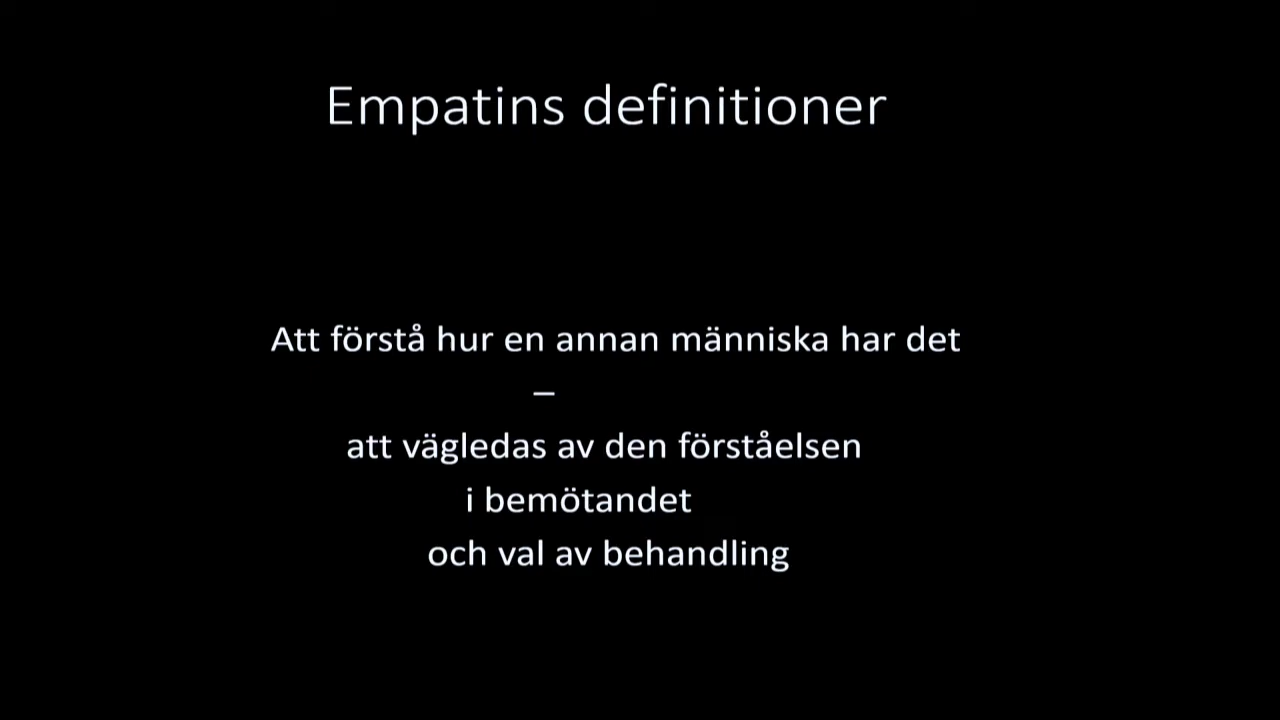 Empatins definitioner
Att förstå hur en annan människa har det
–
att vägledas av den förståelsen
i bemötandet
och val av behandling